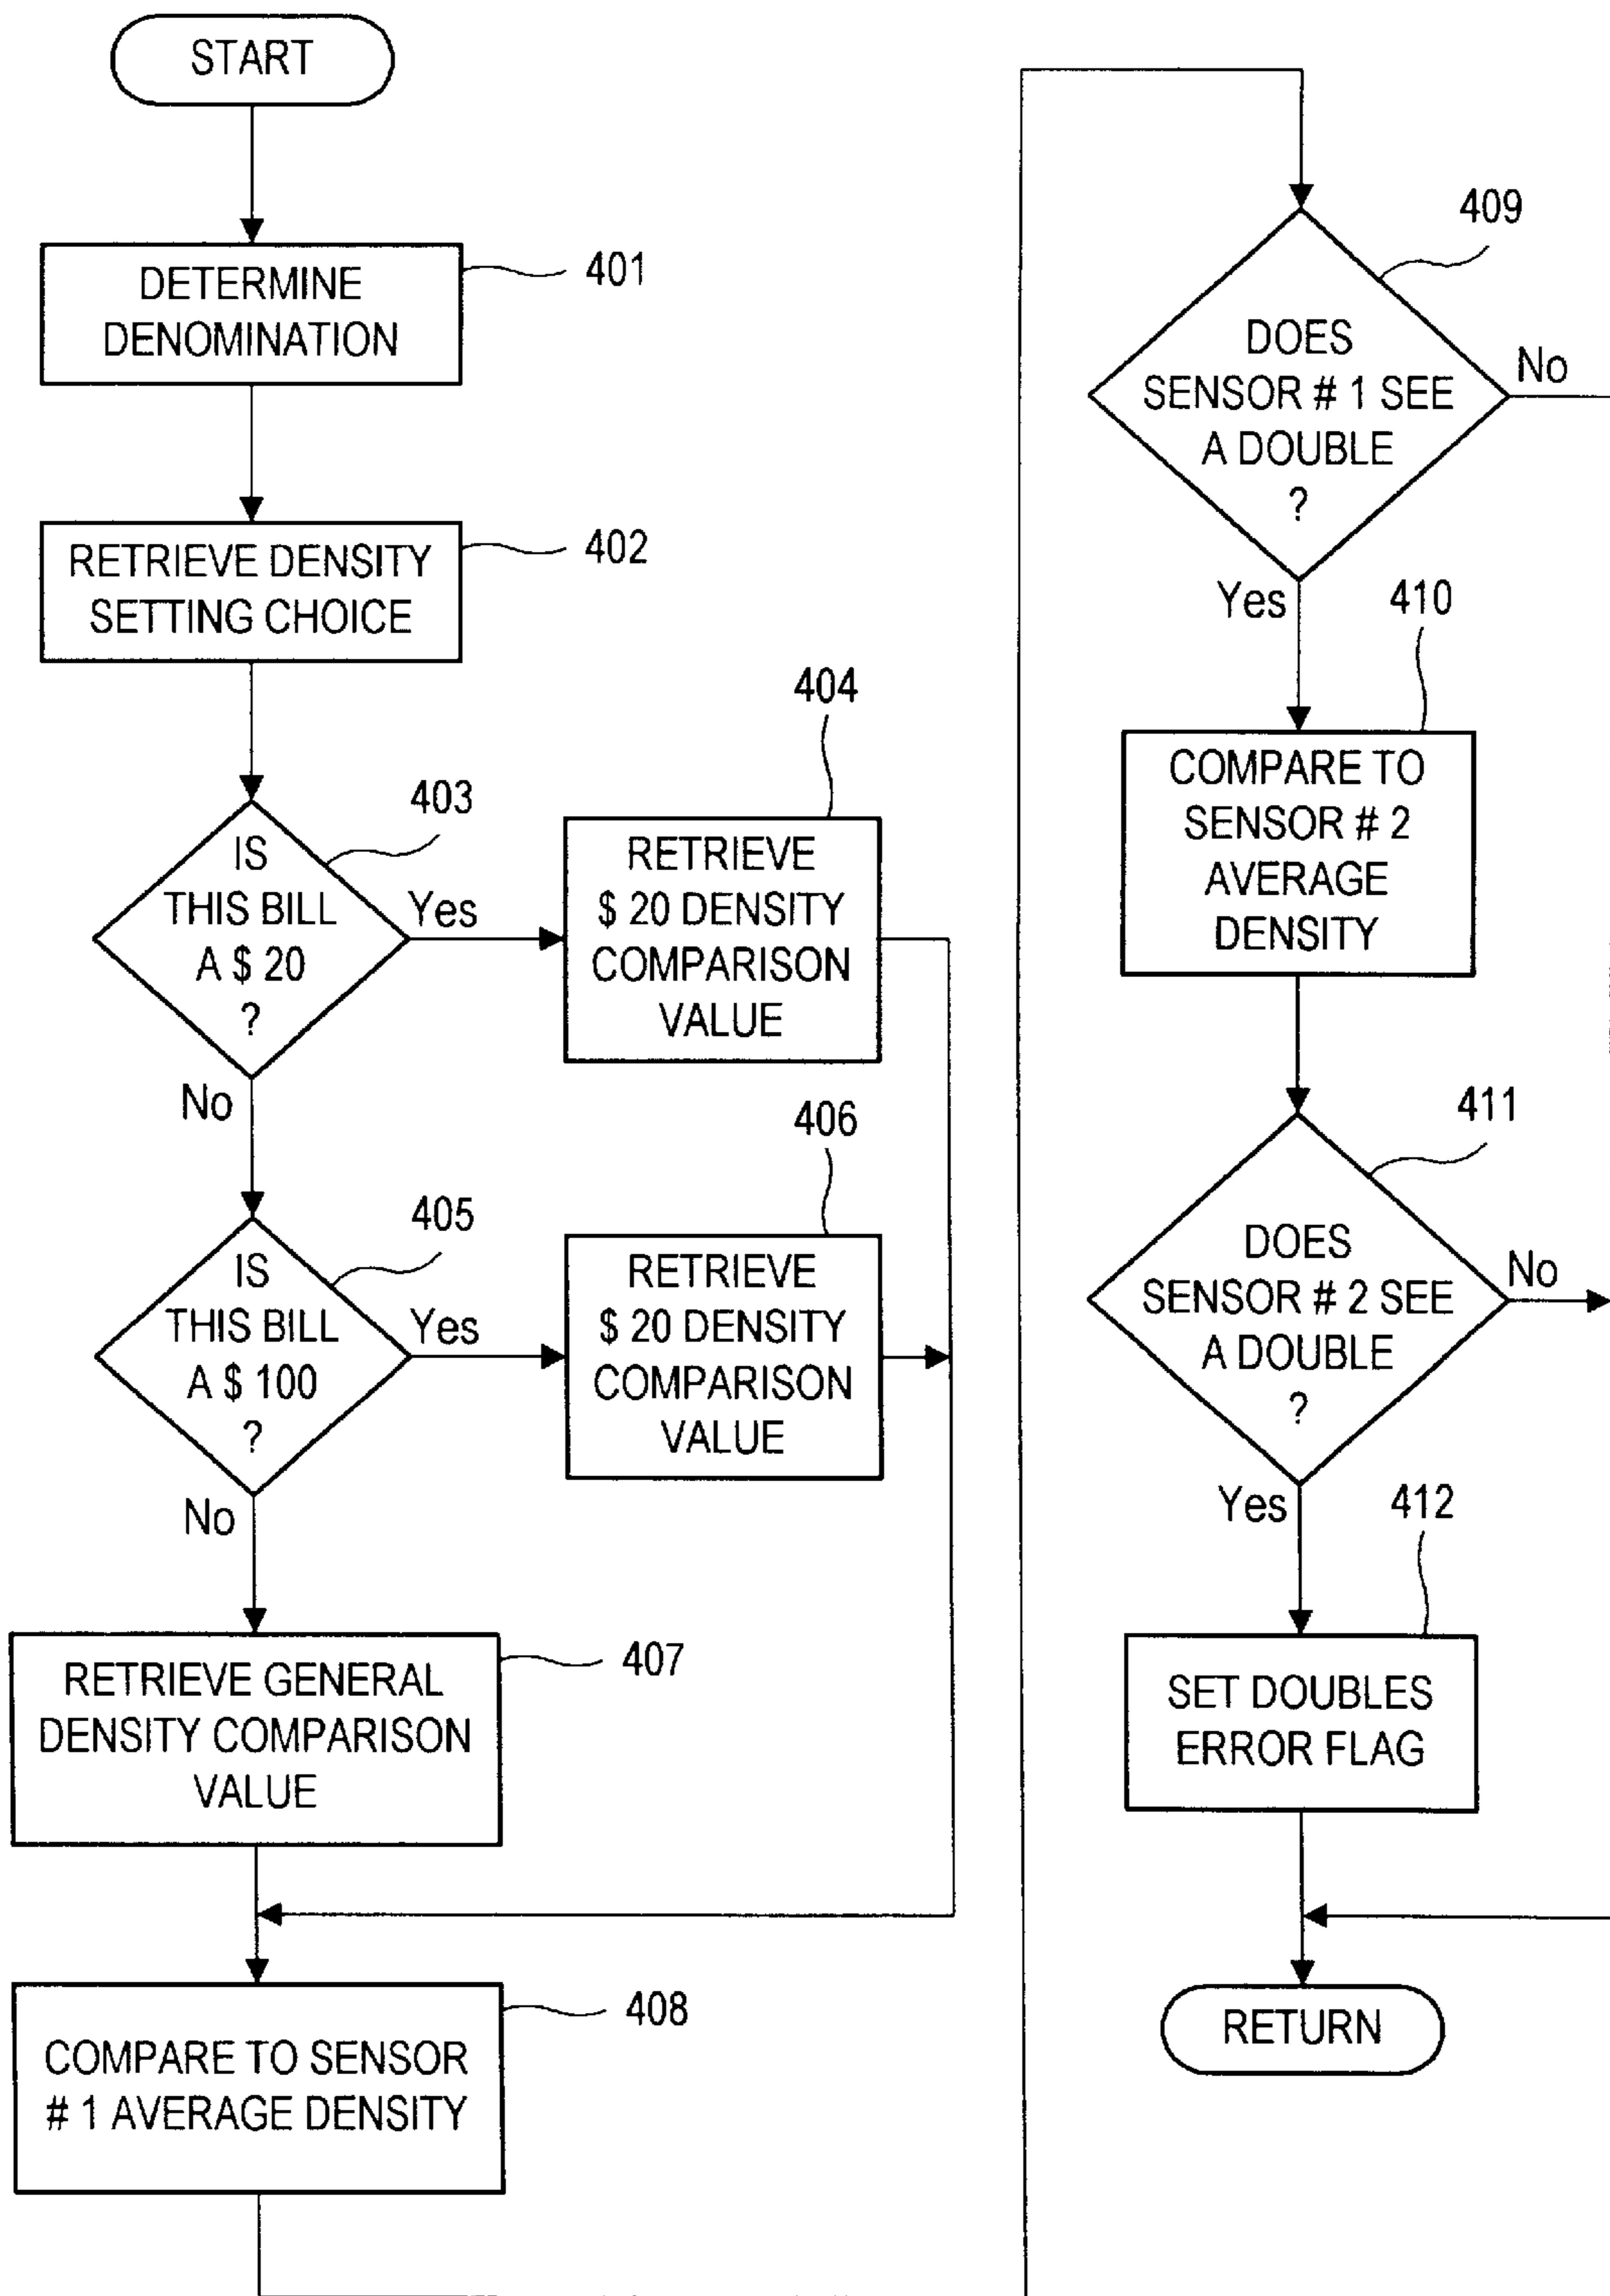 START
DETERMINE
DENOMINATION
401
RETRIEVE DENSITY
SETTING CHOICE
402
IS
THIS BILL
A $ 20
?
403
Yes
No
RETRIEVE
$ 20 DENSITY
COMPARISON
VALUE
404
IS
THIS BILL
A $ 100
?
405
Yes
No
RETRIEVE
$ 20 DENSITY
COMPARISON
VALUE
406
RETRIEVE GENERAL
DENSITY COMPARISON
VALUE
407
COMPARE TO SENSOR
# 1 AVERAGE DENSITY
408
DOES
SENSOR # 1 SEE
A DOUBLE
?
409
No
Yes
COMPARE TO
SENSOR # 2
AVERAGE
DENSITY
410
DOES
SENSOR # 2 SEE
A DOUBLE
?
411
No
Yes
SET DOUBLES
ERROR FLAG
412
RETURN